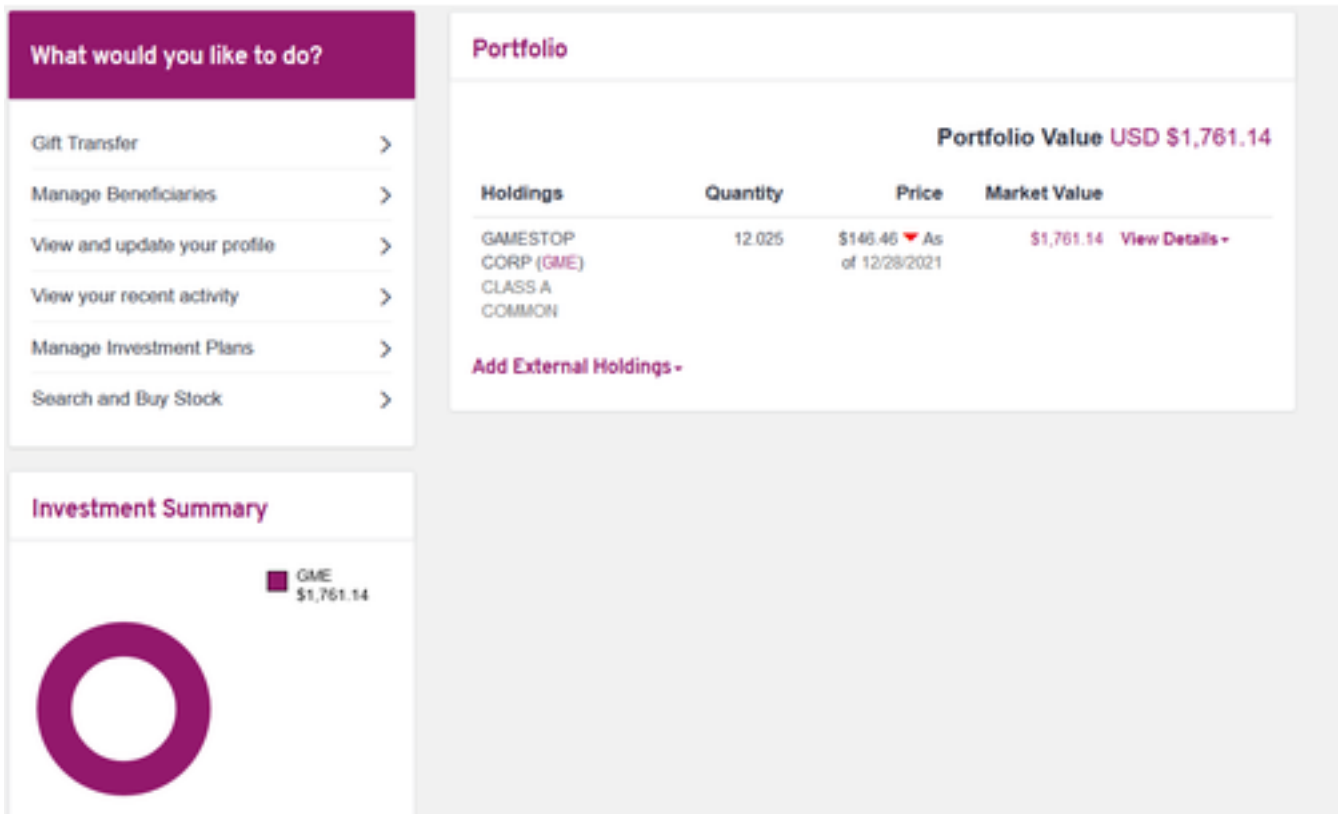 What would you like to do?
Gift Transfer
Manage Beneficiaries
View and update your profile
View your recent activity
Manage Investment Plans
Search and Buy Stock
Investment Summary
GME
$1,761.14
Portfolio
Portfolio Value USD $1,761.14
Holdings Quantity Price Market Value
GAMESTOP 12.025 $146.46 As $1,761.14 View Details
CORP (GME) of 12/28/2021
CLASS A
COMMON
Add External Holdings